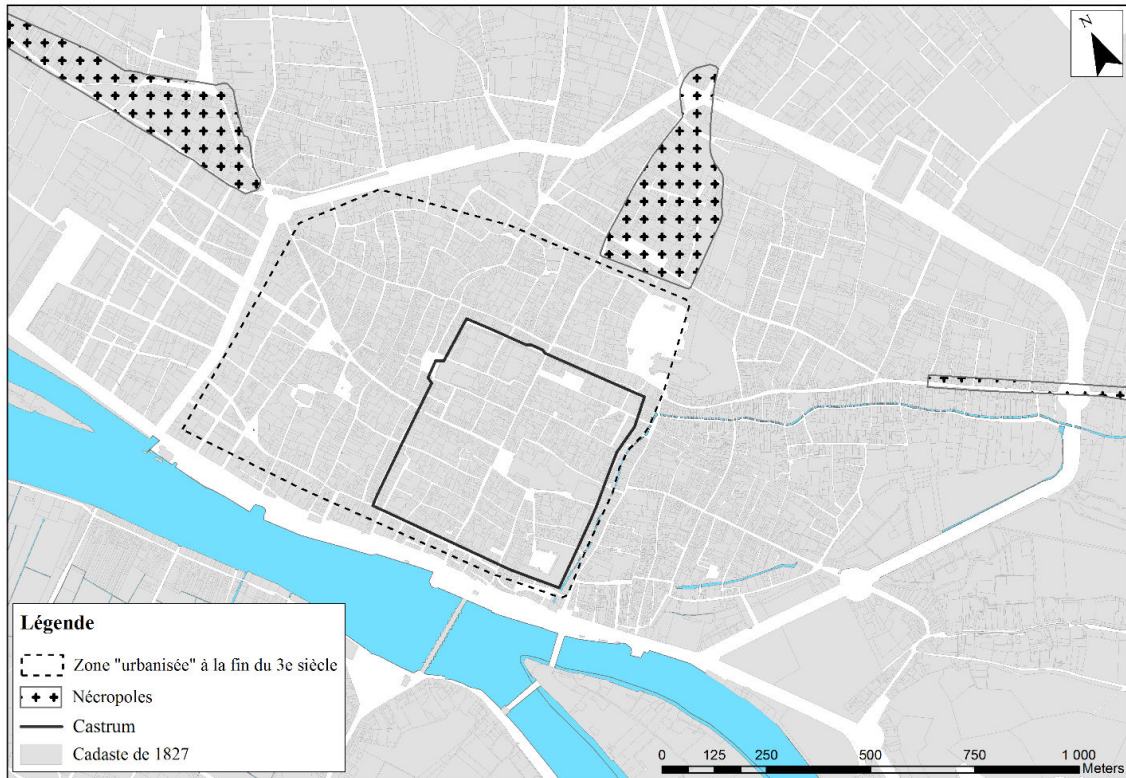 N
Légende
Zone "urbanisée" à la fin du 3e siècle
Nécropoles
Castrum
Cadaste de 1827
0 125 250 500 750 1 000
Meters